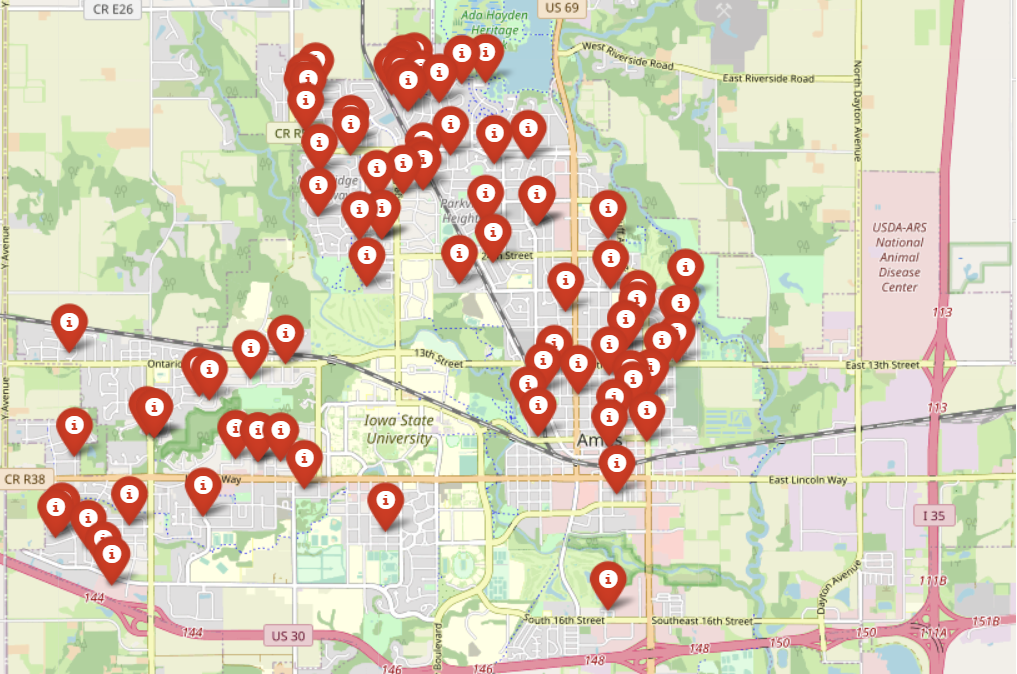 CR E26
US 69
Ada Hayden
Heritage
West Riverside Road
East Riverside Road
North Dayton Avenue
Y Avenue
CR R
USDA-ARS
National
Animal
Disease
Center
113
Street
13th Street
East 13th Street
113
Y Avenue
Ontario
Iowa State
University
CR R38
Way
East Lincoln Way
I 35
Dayton Avenue
111B
144
144
US 30
South 16th Street
Southeast 16th Street
Boulevard
146
146
148
148
150
150
111A
151B